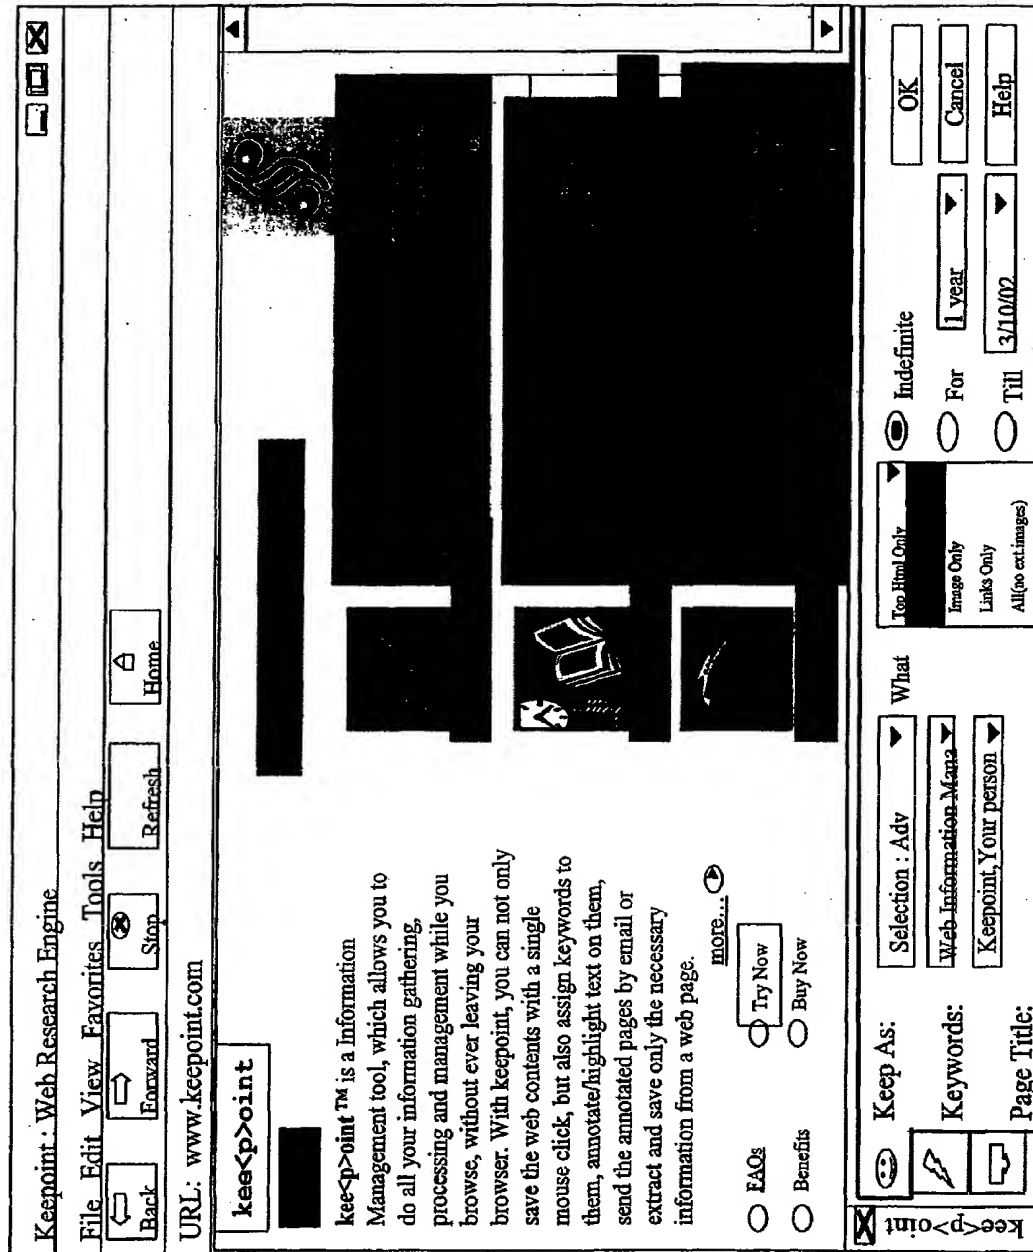 Keepoint : Web Research Engine
File Edit View Favorites Tools Help
Back Forward Stop Refresh Home
URL: www.keepoint.com
kee<p>oint
kee<p>oint™ is a Information
Management tool, which allows you to
do all your information gathering,
processing and management while you
browse, without ever leaving your
browser. With keepoint, you can not only
save the web contents with a single
mouse click, but also assign keywords to
them, annotate/highlight text on them,
send the annotated pages by email or
extract and save only the necessary
information from a web page.
more...
FAQs Try Now
Benefits Buy Now
kee<p>oint
Keep As: Selection : Adv What Top Html Only Indefinite OK
Keywords: Web Information Mana Image Only For 1 year Cancel
Links Only
Page Title: Keepoint,Your person All(no ext.images) Till 3/10/02 Help